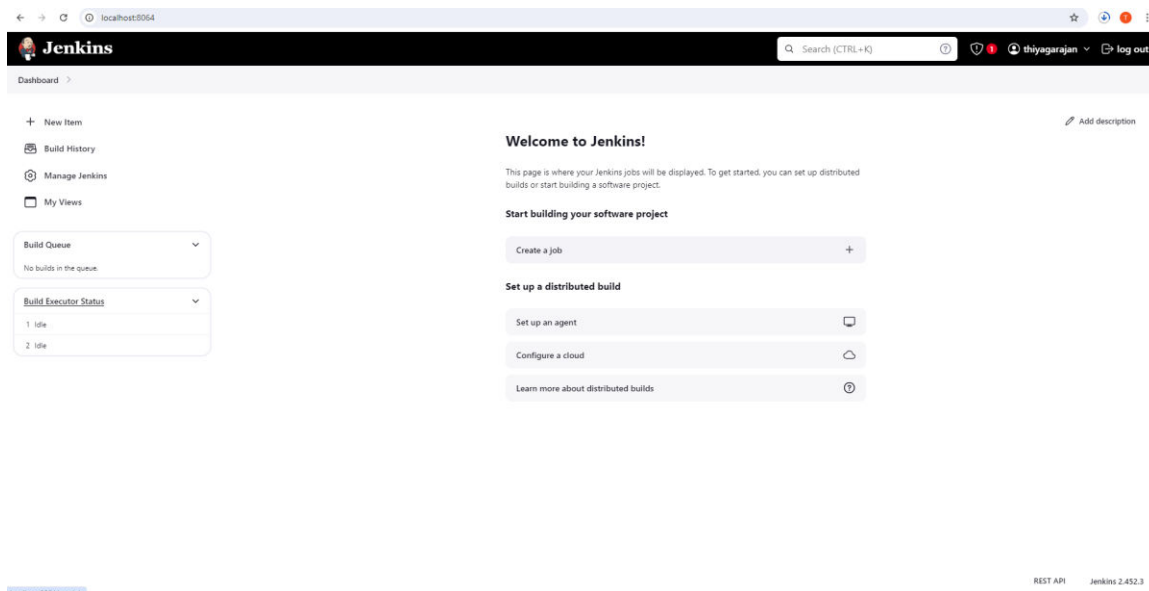 localhost:8064
Jenkins
Search (CTRL+K)
1
thiyagarajan
log out
Dashboard
New Item
Build History
Manage Jenkins
My Views
Build Queue
No builds in the queue.
Build Executor Status
1 Idle
2 Idle
Add description
Welcome to Jenkins!
This page is where your Jenkins jobs will be displayed. To get started, you can set up distributed
builds or start building a software project.
Start building your software project
Create a job
Set up a distributed build
Set up an agent
Configure a cloud
Learn more about distributed builds
REST API
Jenkins 2.452.3